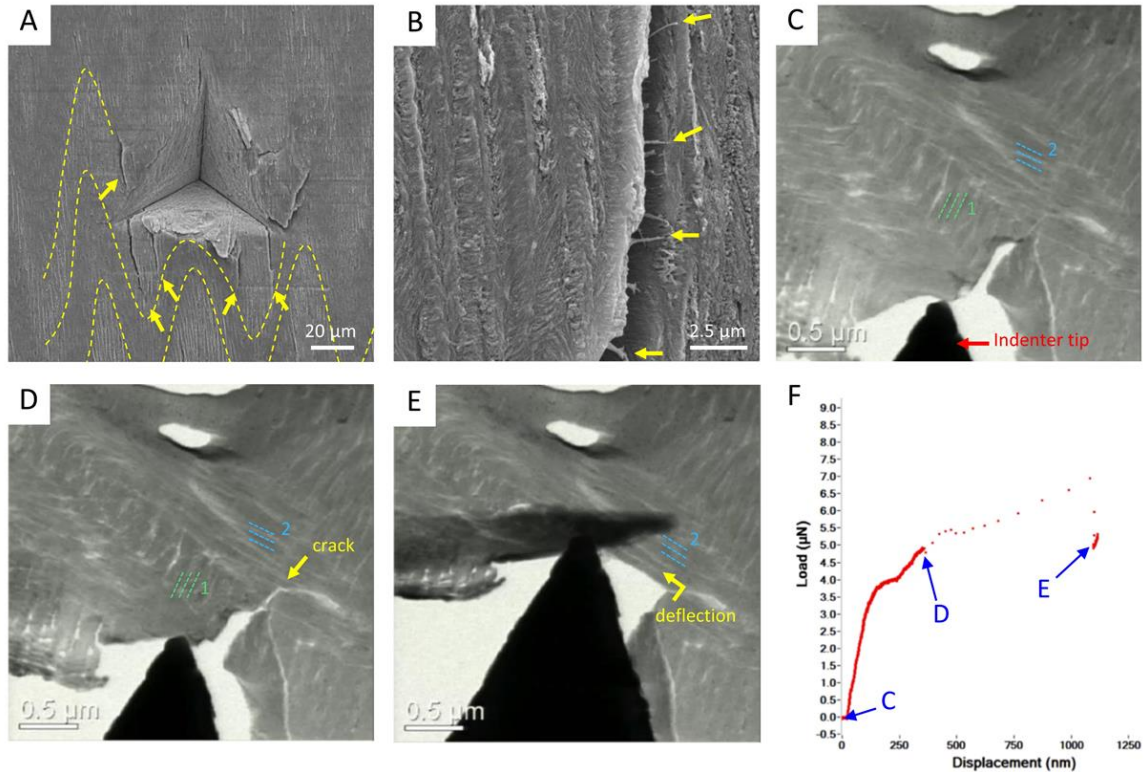 A
20 μm
B
2.5 μm
C
2
1
0.5 μm
Indenter tip
D
2
crack
1
0.5 μm
E
2
deflection
0.5 μm
F
Load (μN)
9.0
8.5
8.0
7.5
7.0
6.5
6.0
5.5
5.0
4.5
4.0
3.5
3.0
2.5
2.0
1.5
1.0
0.5
0.0
-0.5
D
E
C
0 250 500 750 1000 1250
Displacement (nm)